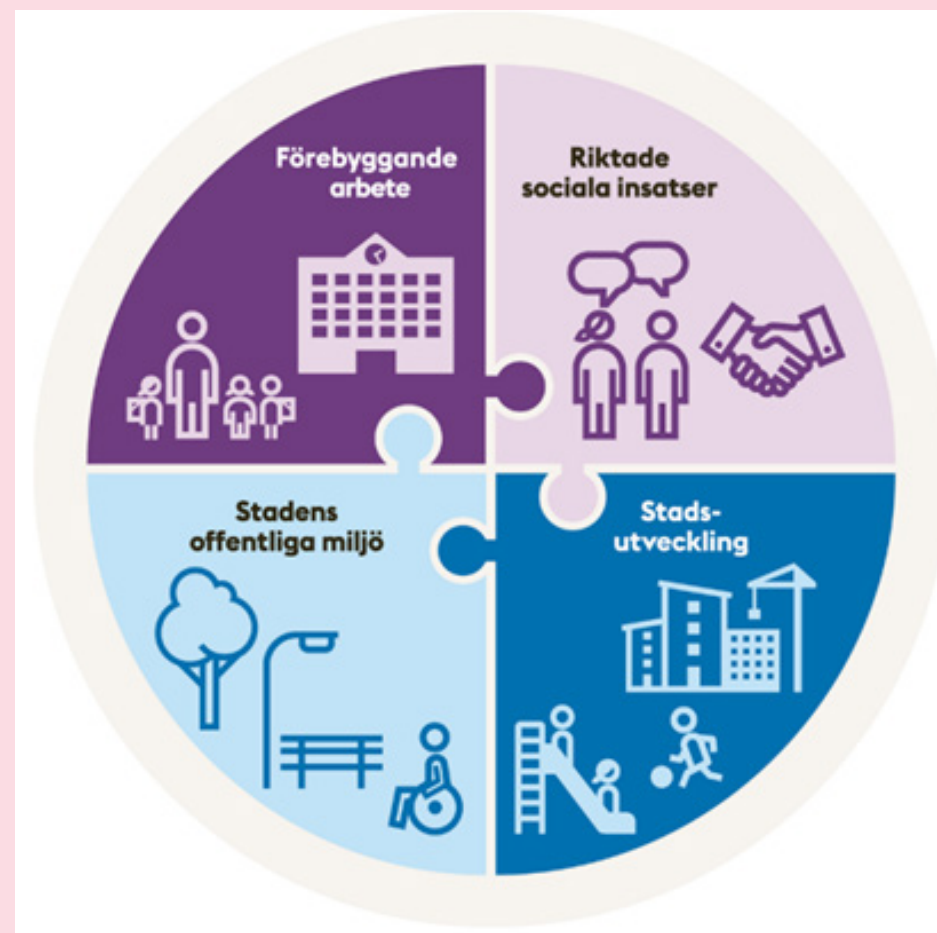 Förebyggande
arbete
Riktade
sociala insatser
Stadens
offentliga miljö
Stads-
utveckling